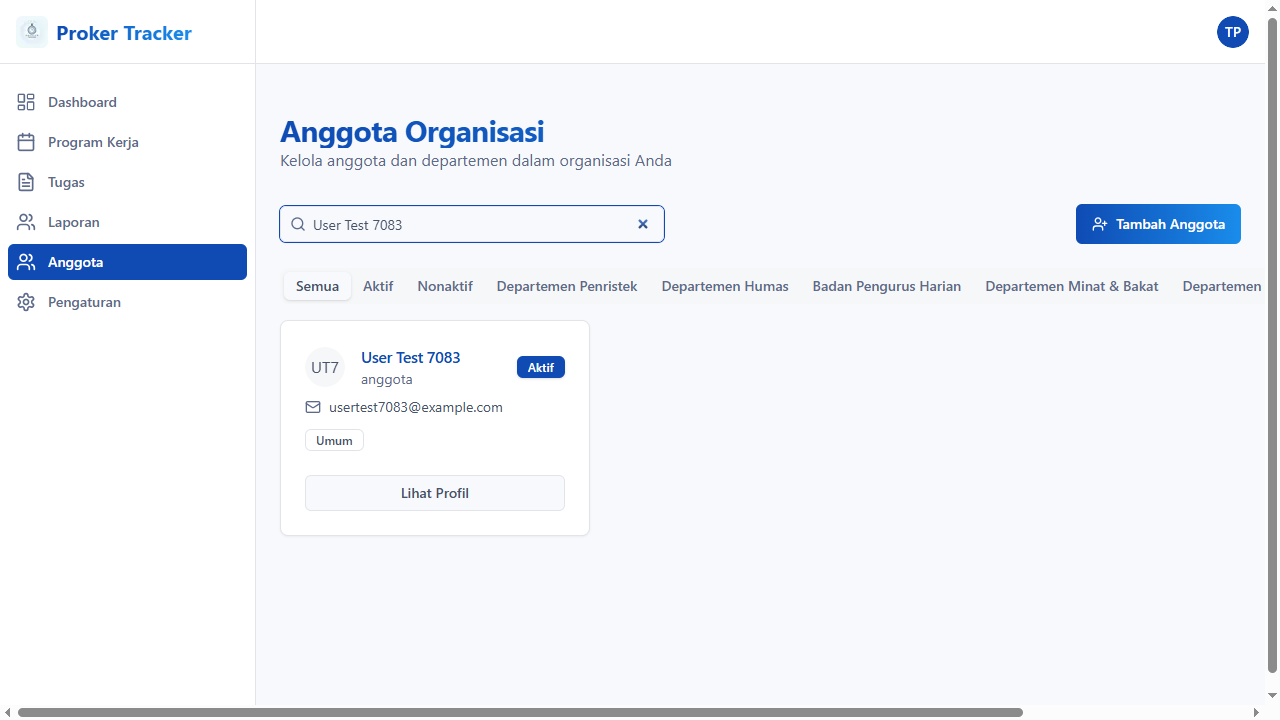 Proker Tracker
TP
Dashboard
Program Kerja
Tugas
Laporan
Anggota
Pengaturan
Anggota Organisasi
Kelola anggota dan departemen dalam organisasi Anda
User Test 7083
Tambah Anggota
Semua Aktif Nonaktif Departemen Penristek Departemen Humas Badan Pengurus Harian Departemen Minat & Bakat Departemen
UT7
User Test 7083
anggota
Aktif
usertest7083@example.com
Umum
Lihat Profil